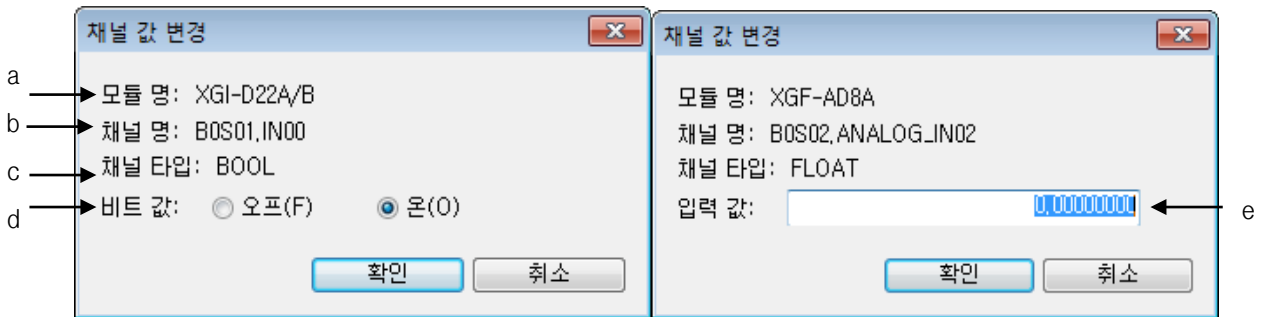 채널 값 변경
a 모듈 명: XGI-D22A/B
b 채널 명: B0S01,IN00
c 채널 타입: BOOL
d 비트 값: 오프(F) 온(O)
확인 취소
채널 값 변경
모듈 명: XGF-AD8A
채널 명: B0S02,ANALOG_IN02
채널 타입: FLOAT
입력 값: 0,00000000 e
확인 취소